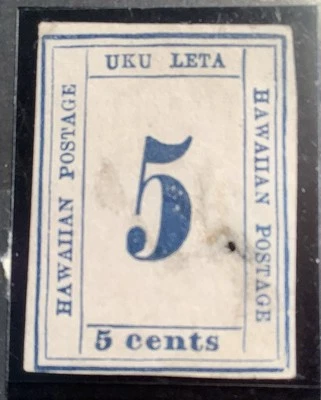 UKU LETA
HAWAIIAN POSTAGE
5
HAWAIIAN POSTAGE
5 cents